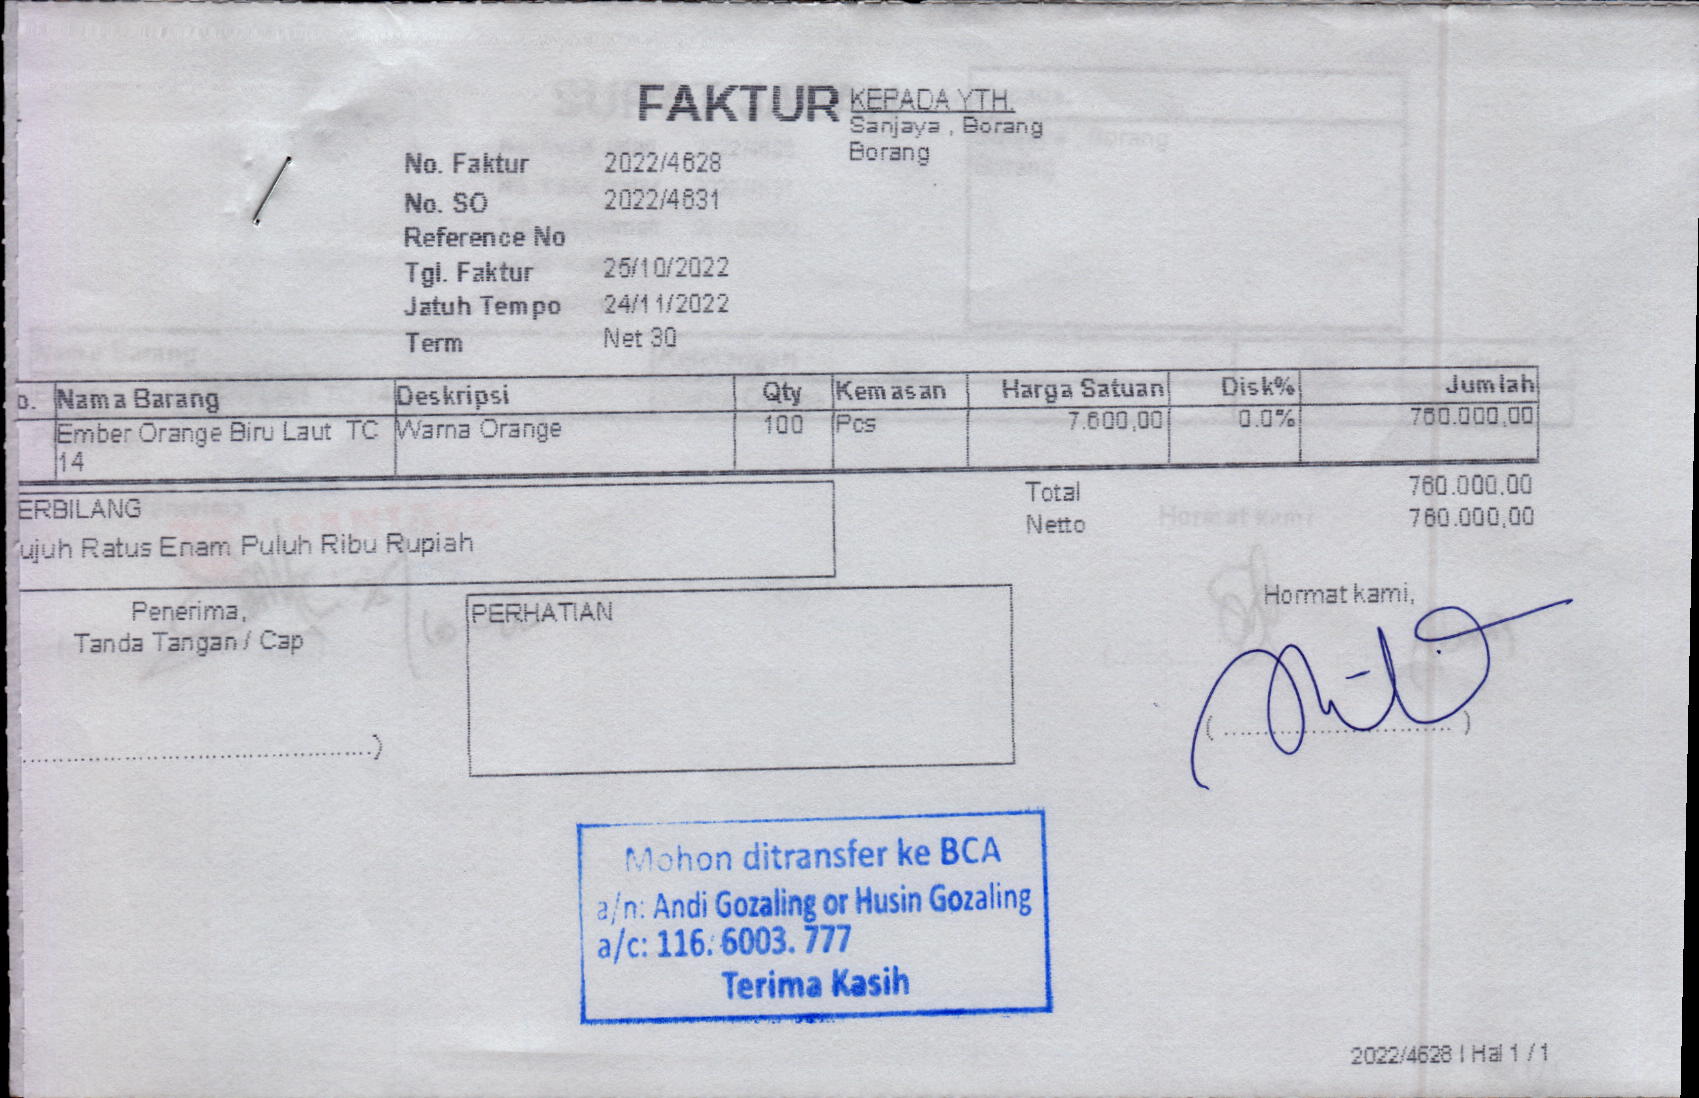 FAKTUR
KEPADA YTH.
Sanjaya , Borang
Borang
No. Faktur 2022/4628
No. SO 2022/4631
Reference No
Tgl. Faktur 25/10/2022
Jatuh Tempo 24/11/2022
Term Net 30
o. Nama Barang Deskripsi Qty Kemasan Harga Satuan Disk% Jumlah
Ember Orange Biru Laut TC Warna Orange 100 Pcs 7.600,00 0.0% 760.000,00
14
ERBILANG
ujuh Ratus Enam Puluh Ribu Rupiah
Total 760.000,00
Netto 760.000,00
Penerima,
Tanda Tangan / Cap
PERHATIAN
Hormat kami,
Mohon ditransfer ke BCA
a/n: Andi Gozaling or Husin Gozaling
a/c: 116. 6003. 777
Terima Kasih
2022/4628 | Hal 1 / 1